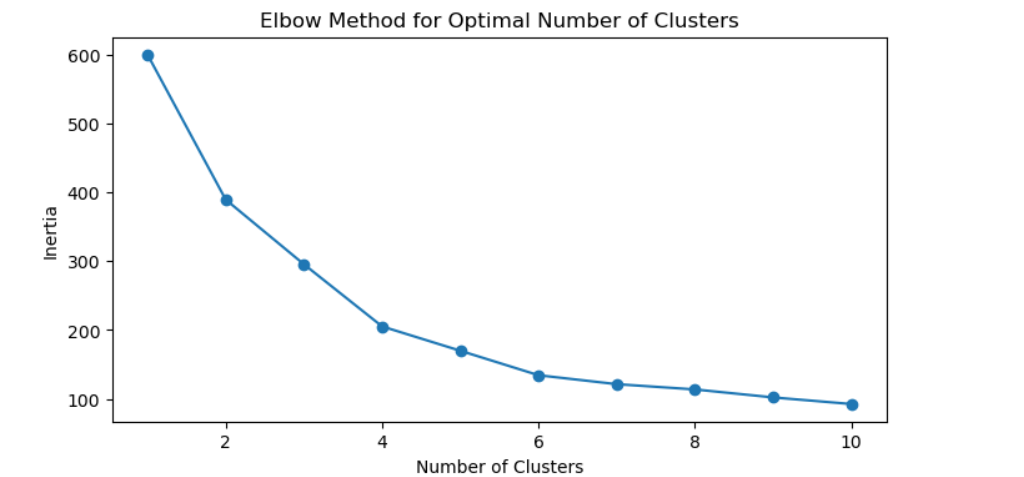 Elbow Method for Optimal Number of Clusters
600
500
400
300
200
100
Inertia
2 4 6 8 10
Number of Clusters